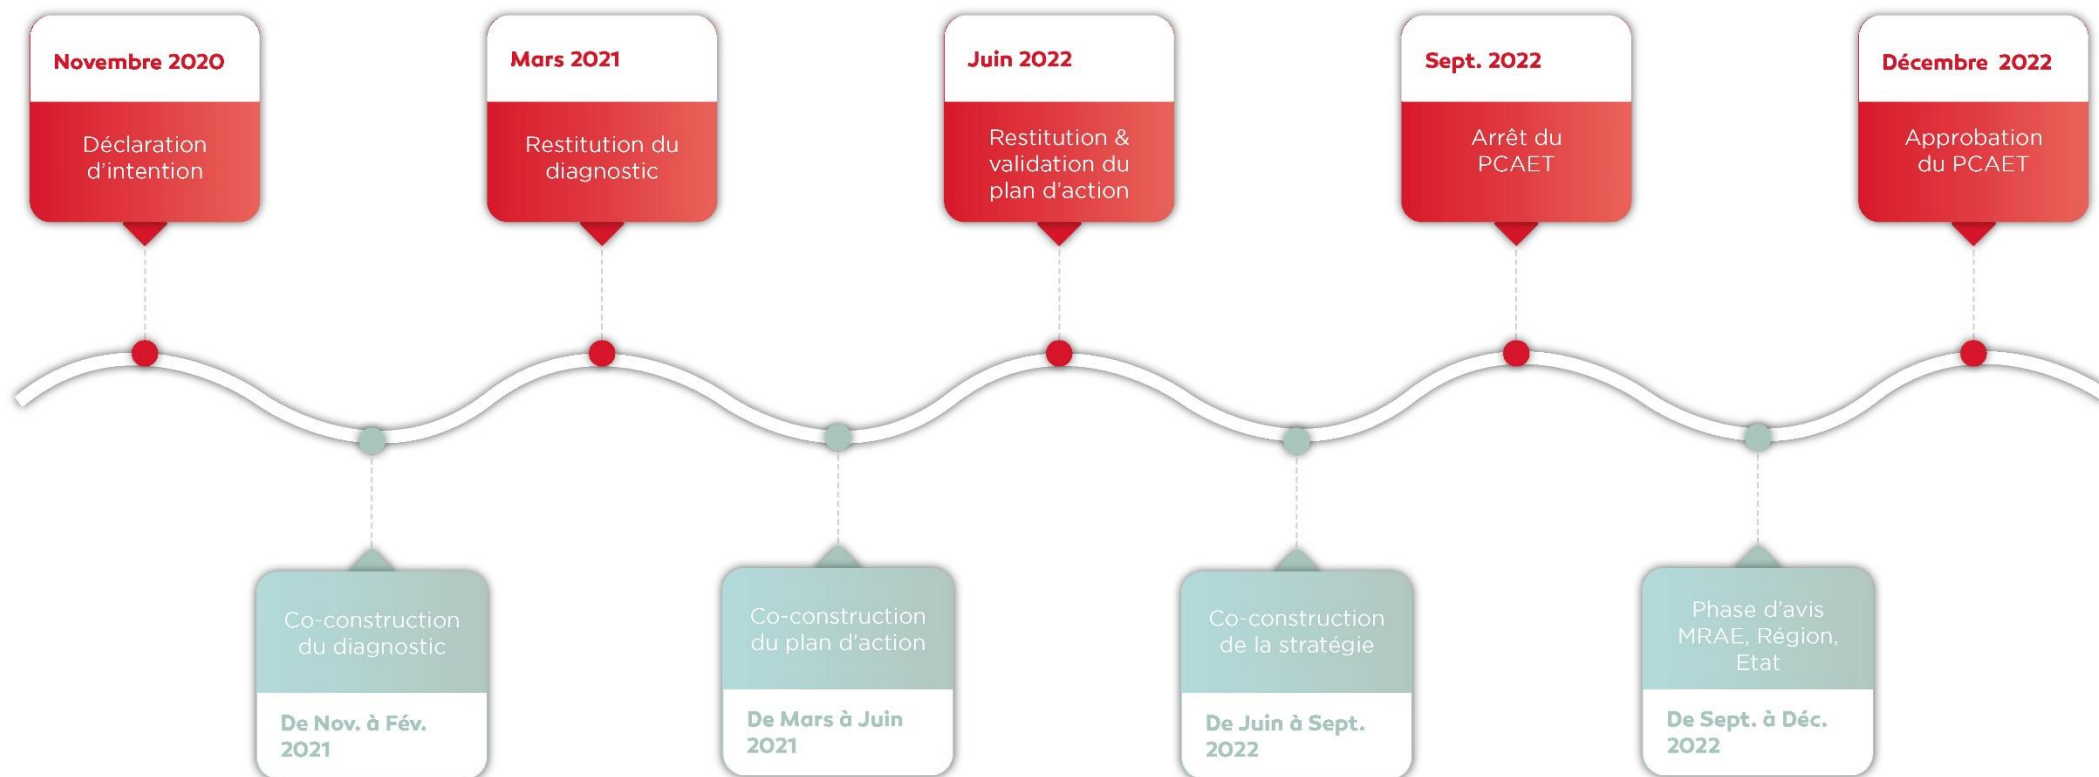 Novembre 2020
Déclaration
d'intention
Mars 2021
Restitution du
diagnostic
Juin 2022
Restitution &
validation du
plan d'action
Sept. 2022
Arrêt du
PCAET
Décembre 2022
Approbation
du PCAET
Co-construction
du diagnostic
De Nov. à Fév.
2021
Co-construction
du plan d'action
De Mars à Juin
2021
Co-construction
de la stratégie
De Juin à Sept.
2022
Phase d'avis
MRAE, Région,
Etat
De Sept. à Déc.
2022